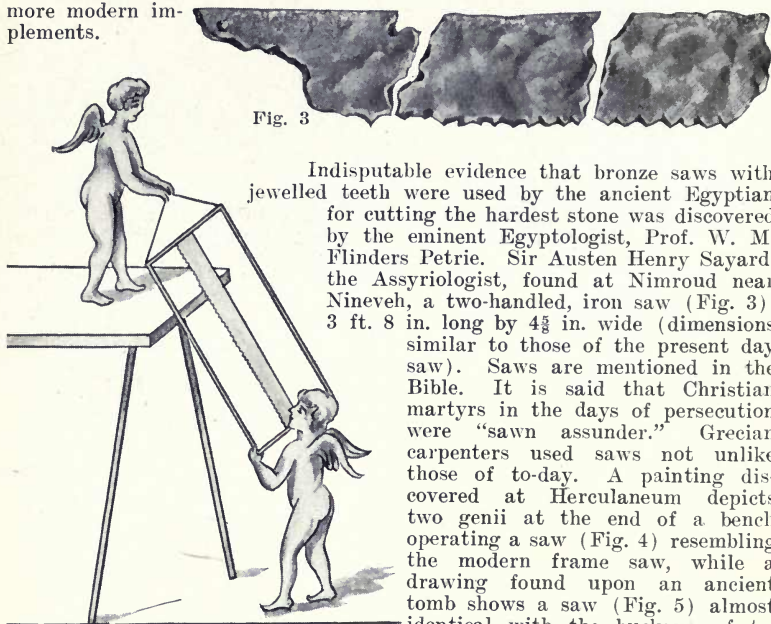 more modern im-
plements.
Fig. 3
Indisputable evidence that bronze saws with
jewelled teeth were used by the ancient Egyptian
for cutting the hardest stone was discovered
by the eminent Egyptologist, Prof. W. M.
Flinders Petrie. Sir Austen Henry Sayard,
the Assyriologist, found at Nimroud near
Nineveh, a two-handled, iron saw (Fig. 3)
3 ft. 8 in. long by 4⅝ in. wide (dimensions
similar to those of the present day
saw). Saws are mentioned in the
Bible. It is said that Christian
martyrs in the days of persecution
were "sawn assunder." Grecian
carpenters used saws not unlike
those of to-day. A painting dis-
covered at Herculaneum depicts
two genii at the end of a bench
operating a saw (Fig. 4) resembling
the modern frame saw, while a
drawing found upon an ancient
tomb shows a saw (Fig. 5) almost
identical with the